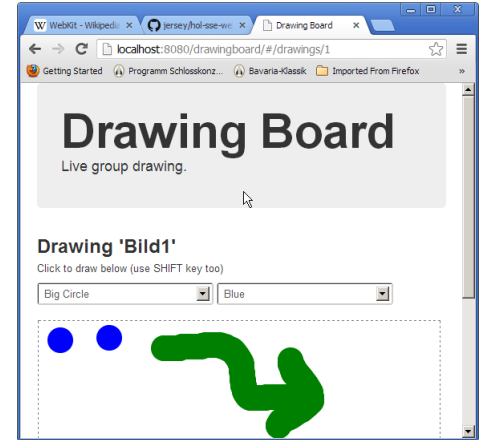 WebKit - Wikipedi
jersey/hol-sse-we
Drawing Board
localhost:8080/drawingboard/#/drawings/1
Getting Started
Programm Schlosskonz...
Bavaria-Klassik
Imported From Firefox
»
Drawing Board
Live group drawing.
Drawing 'Bild1'
Click to draw below (use SHIFT key too)
Big Circle
Blue